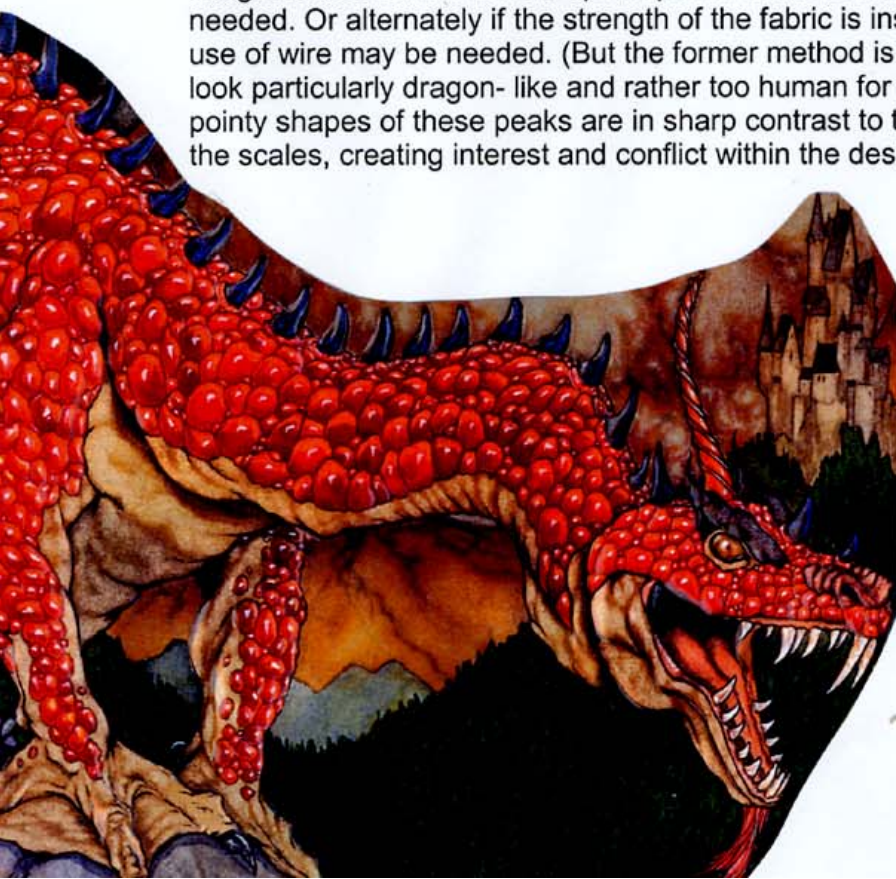 needed. Or alternately if the strength of the fabric is
use of wire may be needed. (But the former method is
look particularly dragon- like and rather too human for
pointy shapes of these peaks are in sharp contrast to
the scales, creating interest and conflict within the